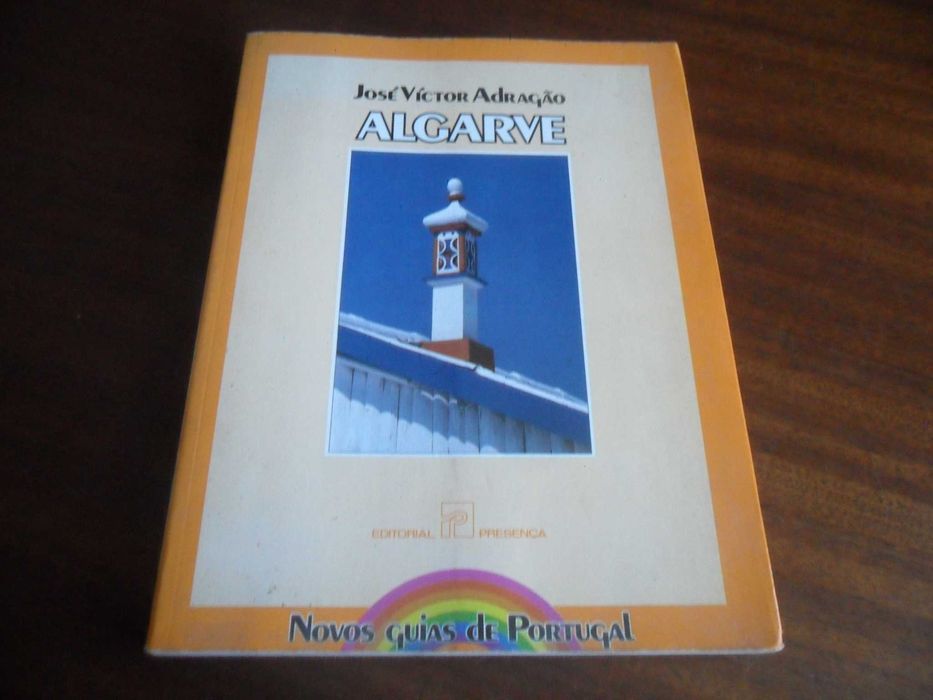 José Víctor Adragão
ALGARVE
EDITORIAL P PRESENÇA
Novos guias de Portugal